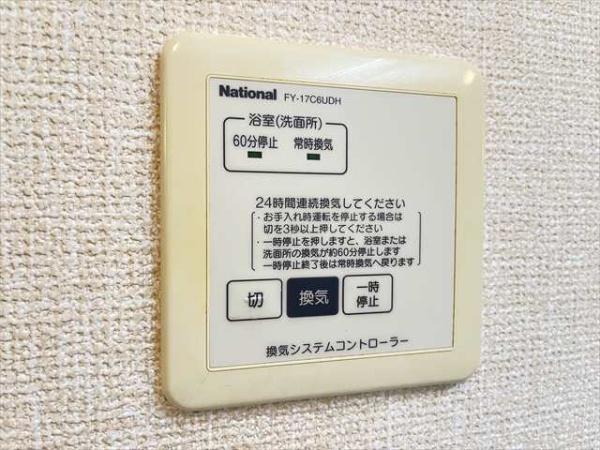 National FY-17C6UDH
浴室(洗面所)
60分停止 常時換気
24時間連続換気してください
・お手入れ時運転を停止する場合は
切を3秒以上押してください
・一時停止を押しますと、浴室または
洗面所の換気が約60分停止します
一時停止終了後は常時換気へ戻ります
切 換気 一時
停止
換気システムコントローラー